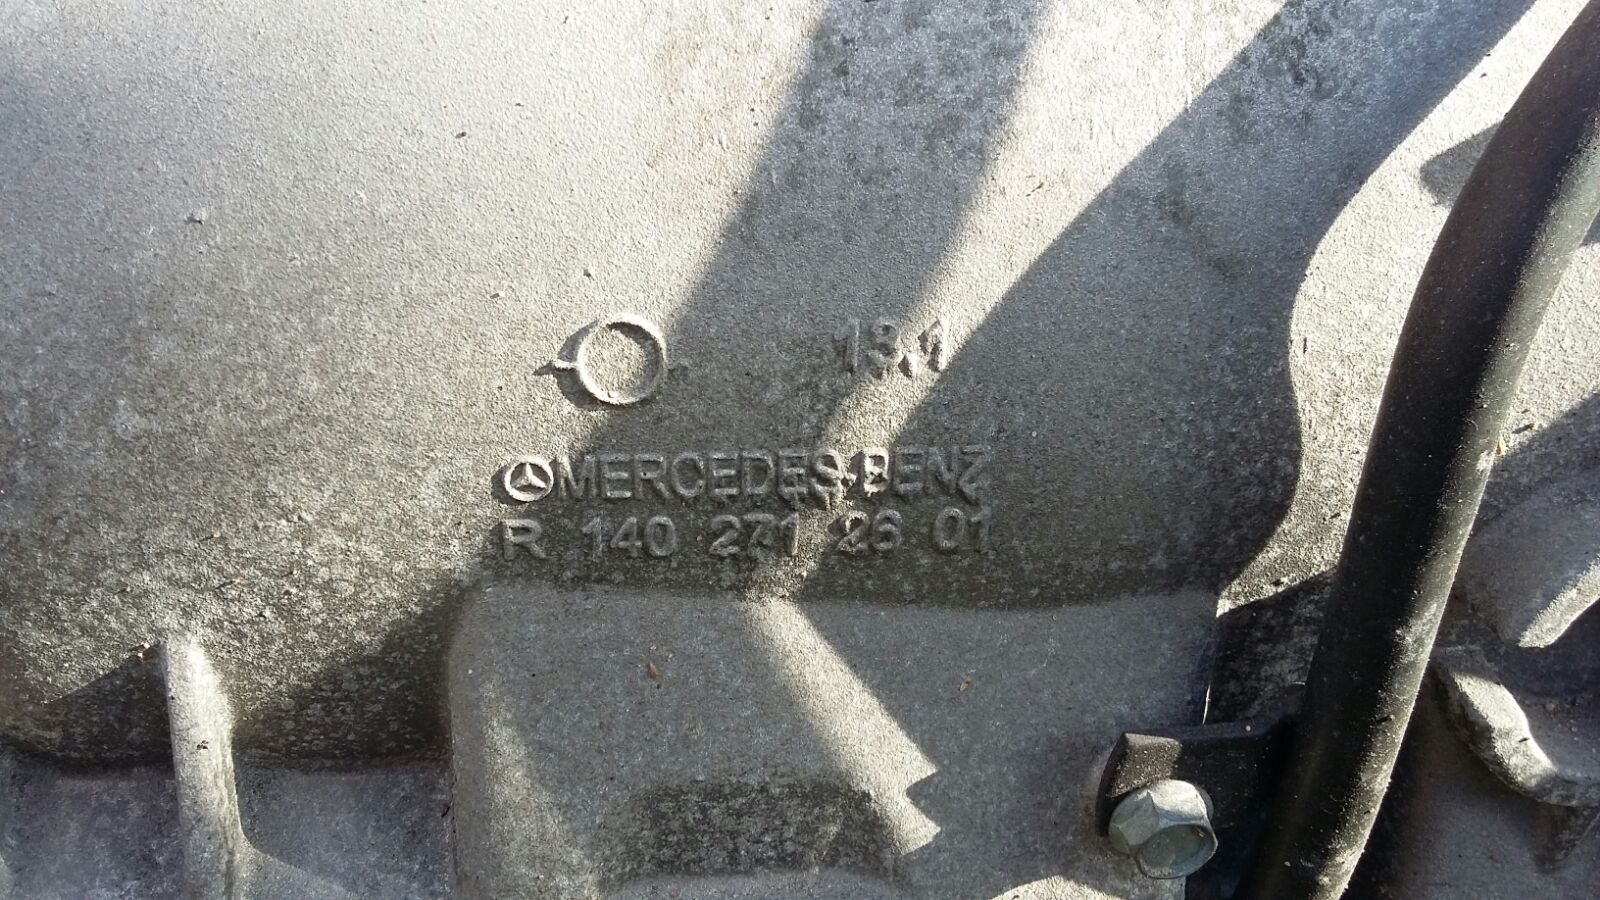 13.1
MERCEDES-BENZ
R 140 271 26 01